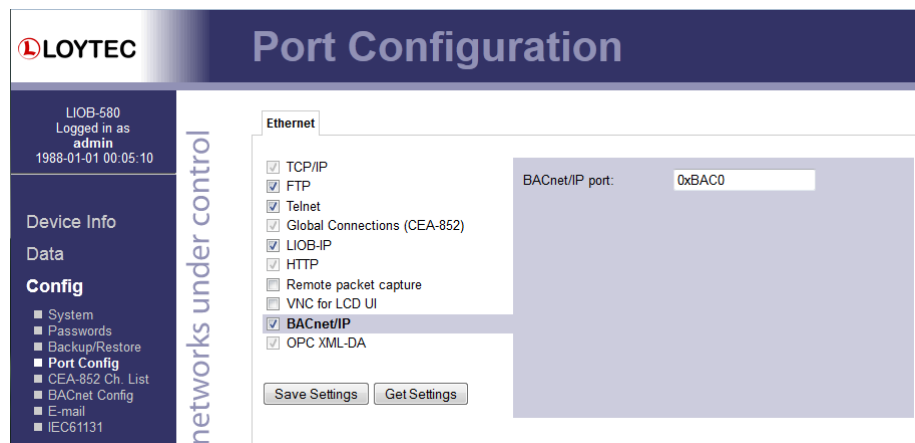 LOYTEC
Port Configuration
LIOB-580
Logged in as
admin
1988-01-01 00:05:10
Device Info
Data
Config
System
Passwords
Backup/Restore
Port Config
CEA-852 Ch. List
BACnet Config
E-mail
IEC61131
networks under control
Ethernet
TCP/IP
FTP
Telnet
Global Connections (CEA-852)
LIOB-IP
HTTP
Remote packet capture
VNC for LCD UI
BACnet/IP
OPC XML-DA
Save Settings Get Settings
BACnet/IP port: 0xBAC0